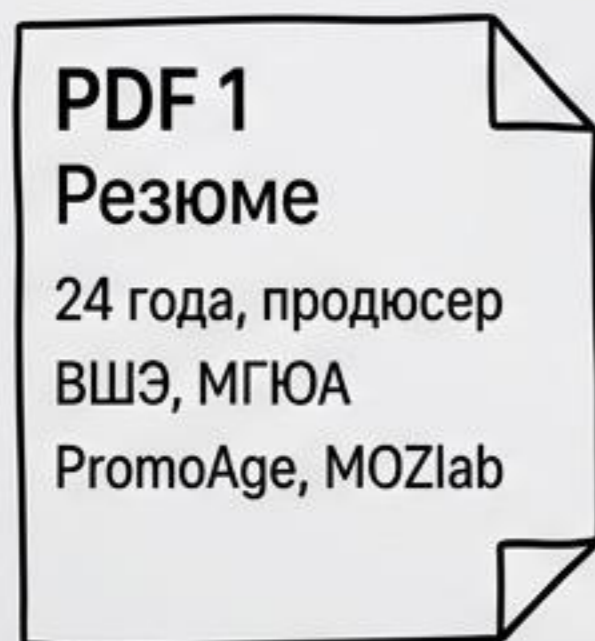 PDF 1
Резюме
24 года, продюсер
ВШЭ, МГЮА
PromoAge, MOZlab